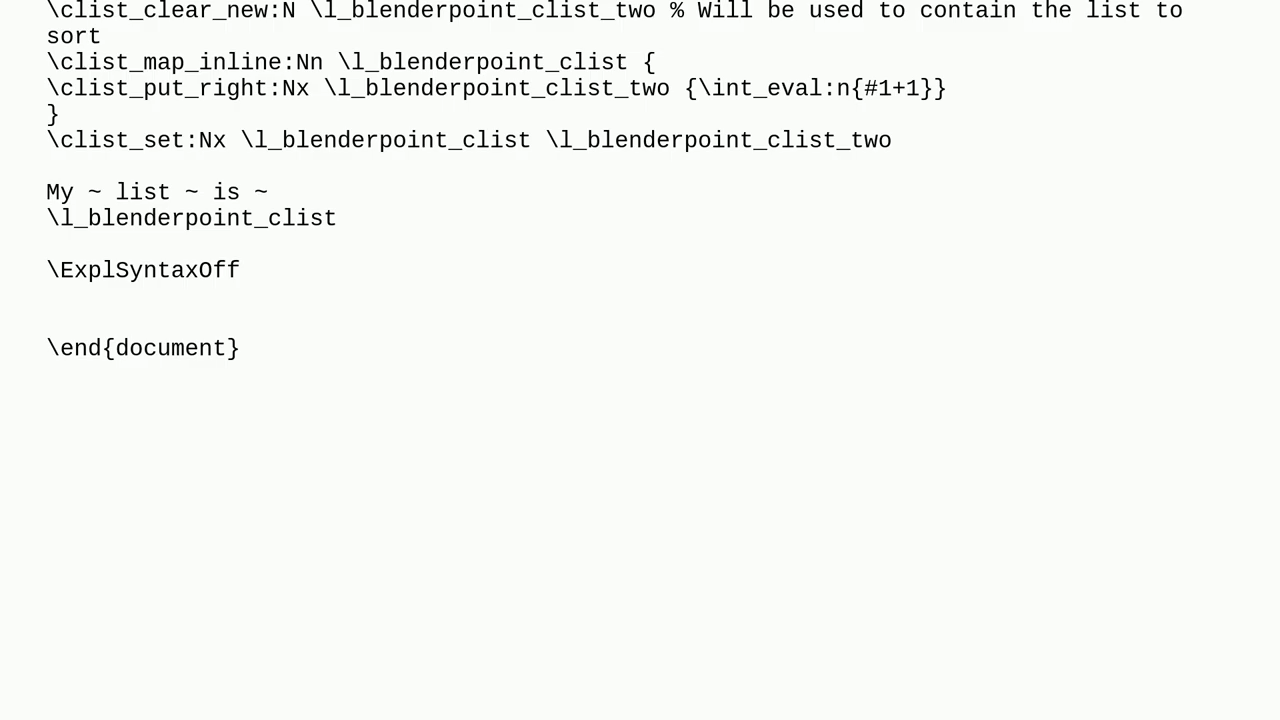 \clist_clear_new:N \l_blenderpoint_clist_two % Will be used to contain the list to
sort
\clist_map_inline:Nn \l_blenderpoint_clist {
\clist_put_right:Nx \l_blenderpoint_clist_two {\int_eval:n{#1+1}}
}
\clist_set:Nx \l_blenderpoint_clist \l_blenderpoint_clist_two
My ~ list ~ is ~
\l_blenderpoint_clist
\ExplSyntaxOff
\end{document}